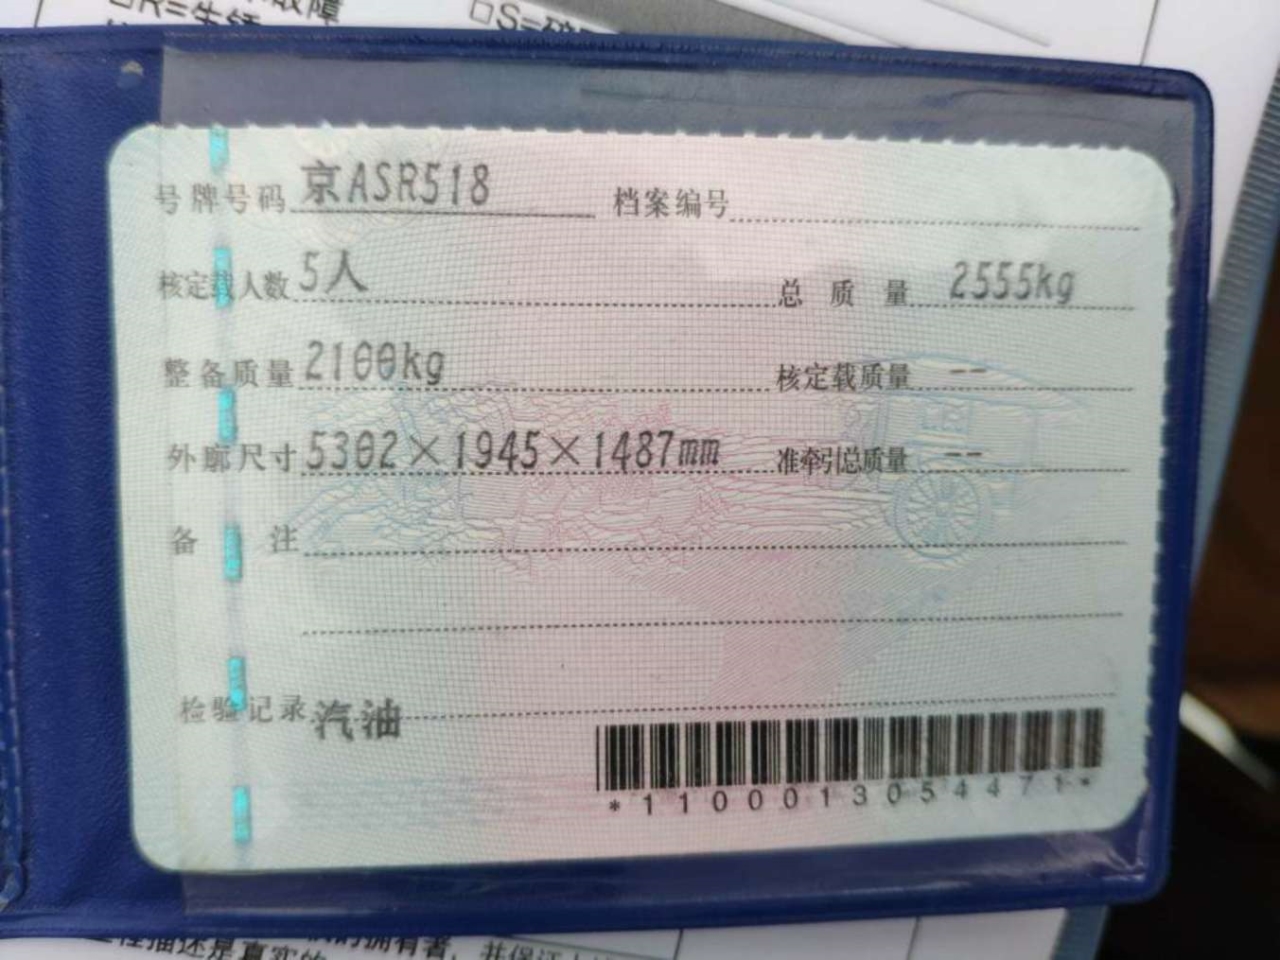 号牌号码 京ASR518 档案编号
核定载人数 5人 总质量 2555kg
整备质量 2100kg 核定载质量 --
外廓尺寸 5302×1945×1487mm 准牵引总质量 --
备注
检验记录 汽油
*1100013054471*